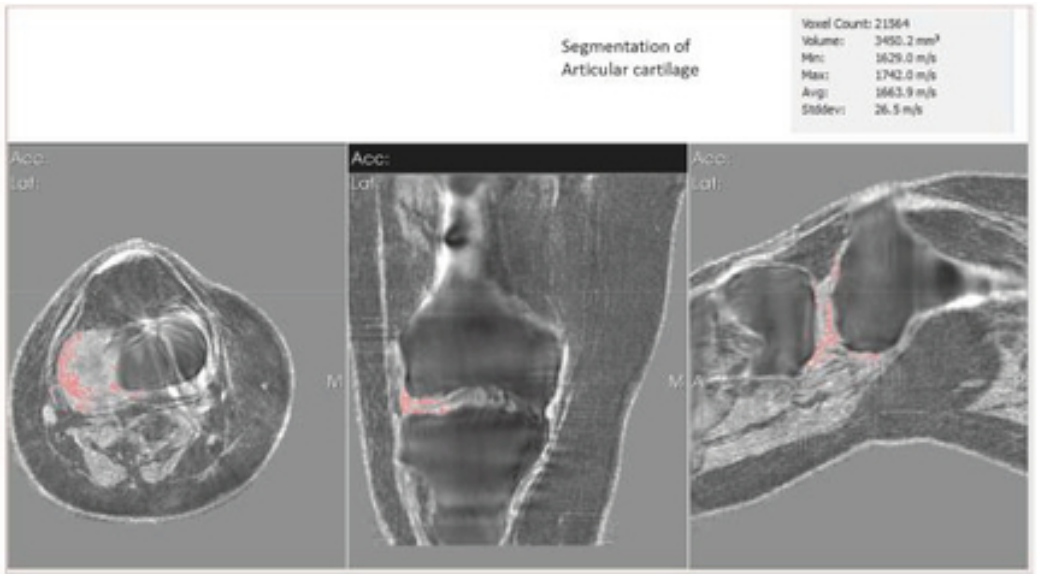 Segmentation of
Articular cartilage
Voxel Count: 21564
Volume: 3450.2 mm³
Min: 1629.0 m/s
Max: 1742.0 m/s
Avg: 1663.9 m/s
Stddev: 26.5 m/s
Acc:
Lat:
M
Acc:
Lat:
M
Acc:
Lat:
A